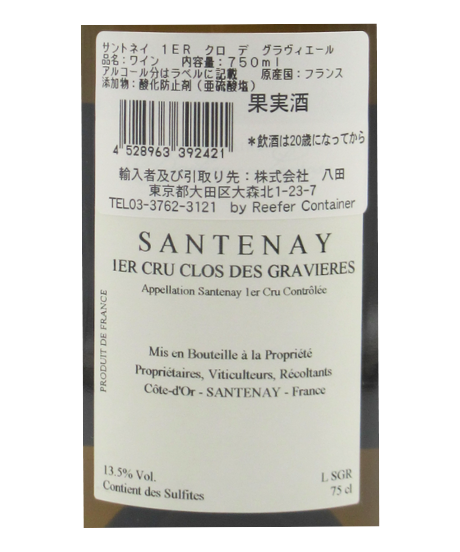 サントネイ 1ER クロ デ グラヴィエール
品名：ワイン 内容量：750ml
アルコール分はラベルに記載 原産国：フランス
添加物：酸化防止剤（亜硫酸塩）
果実酒
4 528963 392421
＊飲酒は20歳になってから
輸入者及び引取り先：株式会社 八田
東京都大田区大森北1-23-7
TEL03-3762-3121 by Reefer Container
SANTENAY
1ER CRU CLOS DES GRAVIERES
Appellation Santenay 1er Cru Contrôlée
PRODUIT DE FRANCE
Mis en Bouteille à la Propriété
Propriétaires, Viticulteurs, Récoltants
Côte-d'Or - SANTENAY - France
13.5% Vol.
Contient des Sulfites
L SGR
75 cl